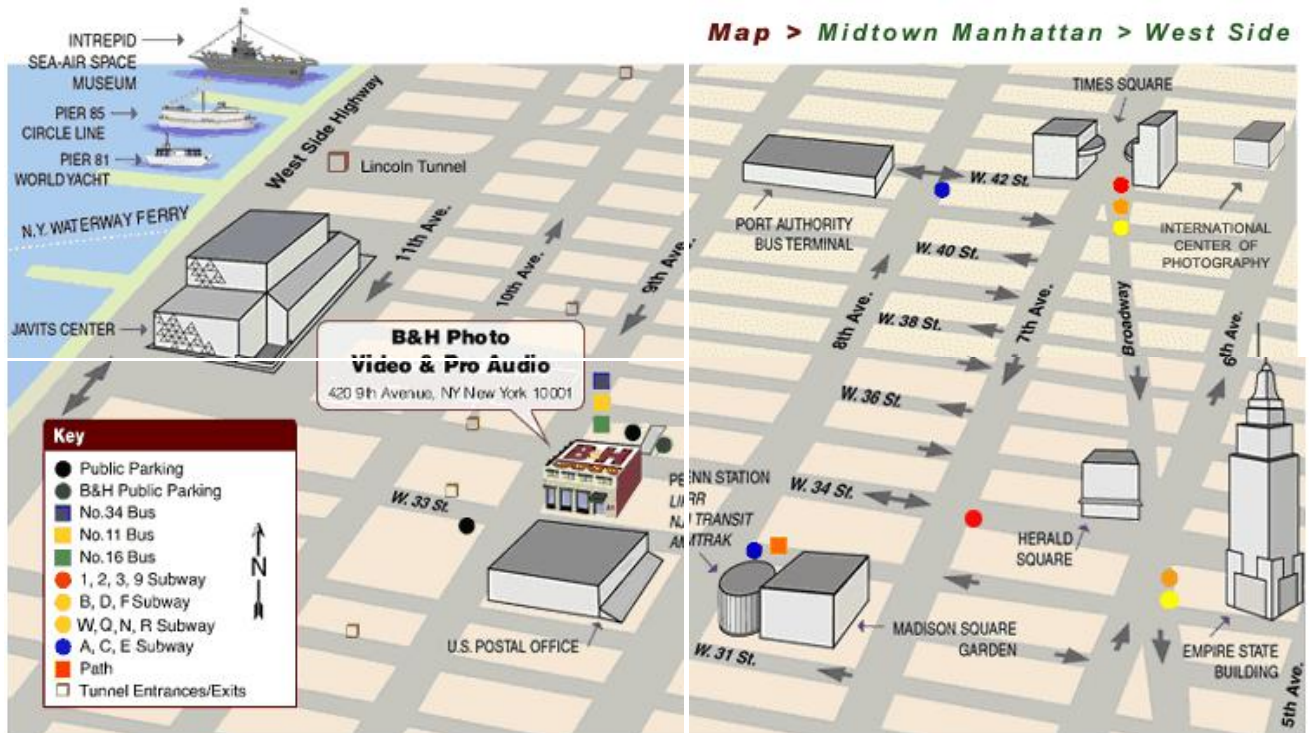 Map > Midtown Manhattan > West Side
INTREPID
SEA-AIR SPACE
MUSEUM
PIER 85
CIRCLE LINE
PIER 81
WORLD YACHT
N.Y. WATERWAY FERRY
West Side Highway
Lincoln Tunnel
JAVITS CENTER
11th Ave.
10th Ave.
9th Ave.
B&H Photo
Video & Pro Audio
420 9th Avenue, NY New York 10001
B&H
W. 33 St.
U.S. POSTAL OFFICE
Key
Public Parking
B&H Public Parking
No.34 Bus
No.11 Bus
No.16 Bus
1, 2, 3, 9 Subway
B, D, F Subway
W, Q, N, R Subway
A, C, E Subway
Path
Tunnel Entrances/Exits
N
TIMES SQUARE
W. 42 St.
PORT AUTHORITY
BUS TERMINAL
INTERNATIONAL
CENTER OF
PHOTOGRAPHY
W. 40 St.
8th Ave.
W. 38 St.
7th Ave.
Broadway
6th Ave.
W. 36 St.
PENN STATION
LIRR
NJ TRANSIT
AMTRAK
W. 34 St.
HERALD
SQUARE
MADISON SQUARE
GARDEN
W. 31 St.
EMPIRE STATE
BUILDING
5th Ave.